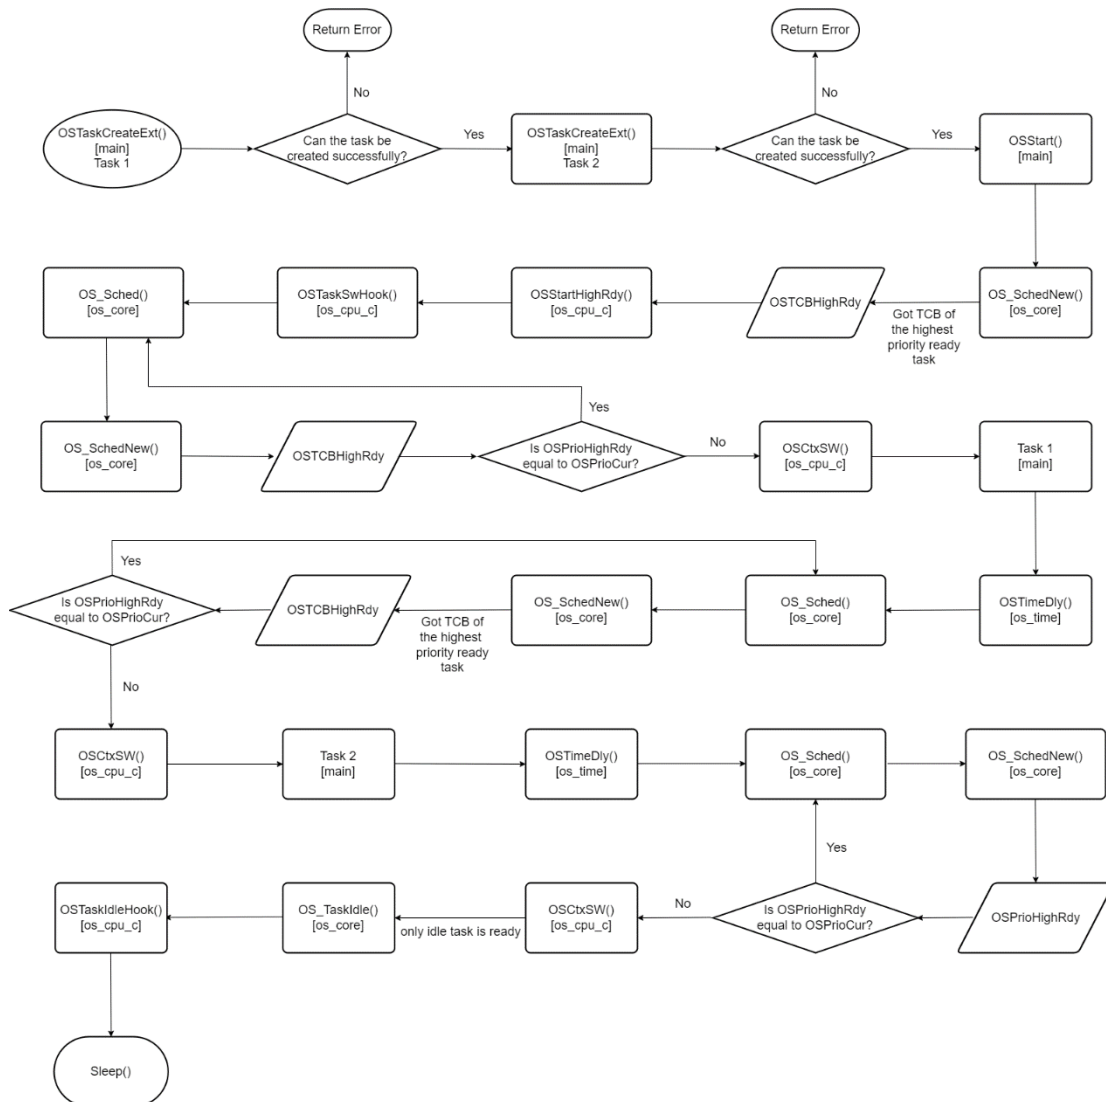 Return Error
Return Error
No
No
OSTaskCreateExt()
[main]
Task 1
Can the task be
created successfully?
Yes
OSTaskCreateExt()
[main]
Task 2
Can the task be
created successfully?
Yes
OSStart()
[main]
OS_Sched()
[os_core]
OSTaskSwHook()
[os_cpu_c]
OSStartHighRdy()
[os_cpu_c]
OSTCBHighRdy
Got TCB of
the highest
priority ready
task
OS_SchedNew()
[os_core]
Yes
OS_SchedNew()
[os_core]
OSTCBHighRdy
Is OSPrioHighRdy
equal to OSPrioCur?
No
OSCtxSW()
[os_cpu_c]
Task 1
[main]
Yes
Is OSPrioHighRdy
equal to OSPrioCur?
OSTCBHighRdy
Got TCB of
the highest
priority ready
task
OS_SchedNew()
[os_core]
OS_Sched()
[os_core]
OSTimeDly()
[os_time]
No
OSCtxSW()
[os_cpu_c]
Task 2
[main]
OSTimeDly()
[os_time]
OS_Sched()
[os_core]
OS_SchedNew()
[os_core]
Yes
OSTaskIdleHook()
[os_cpu_c]
OS_TaskIdle()
[os_core]
only idle task is ready
OSCtxSW()
[os_cpu_c]
No
Is OSPrioHighRdy
equal to OSPrioCur?
OSPrioHighRdy
Sleep()